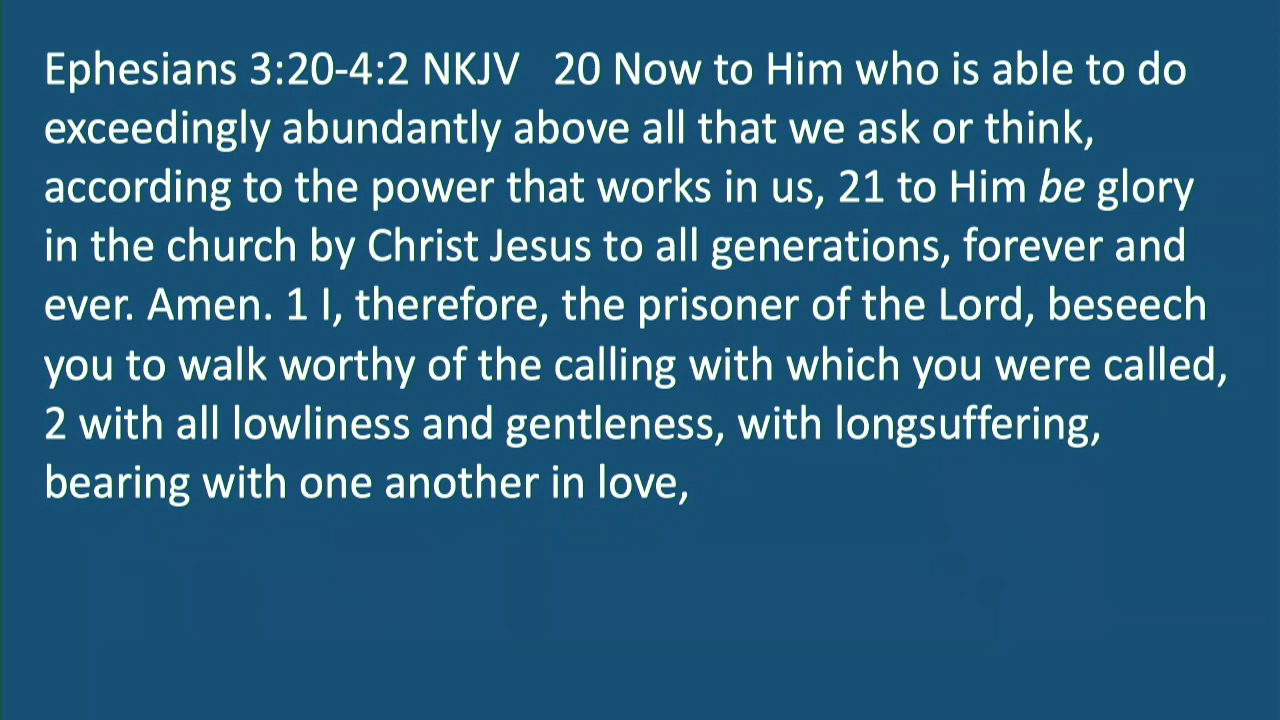 Ephesians 3:20-4:2 NKJV   20 Now to Him who is able to do
exceedingly abundantly above all that we ask or think,
according to the power that works in us, 21 to Him be glory
in the church by Christ Jesus to all generations, forever and
ever. Amen. 1 I, therefore, the prisoner of the Lord, beseech
you to walk worthy of the calling with which you were called,
2 with all lowliness and gentleness, with longsuffering,
bearing with one another in love,